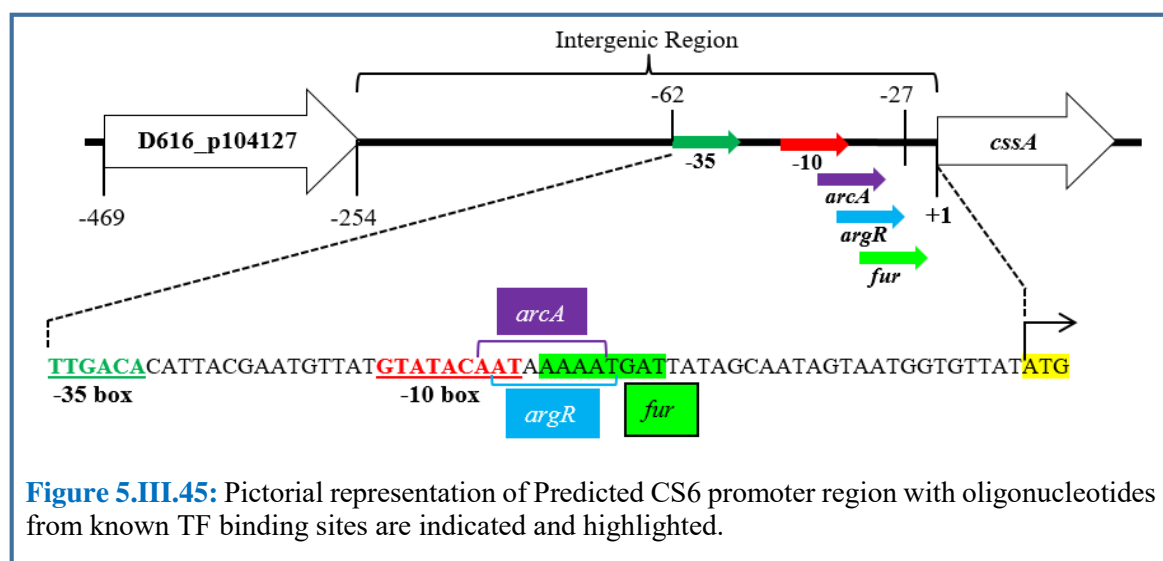 Intergenic Region
-62
-27
D616_p104127
-35
-10
cssA
arcA
-469
-254
argR
+1
fur
arcA
TTGACACATTACGAATGTTATGTATACAATAAAAATGATTATAGCAATAGTAATGGTGTTATATG
-35 box
-10 box
argR
fur
Figure 5.III.45: Pictorial representation of Predicted CS6 promoter region with oligonucleotides
from known TF binding sites are indicated and highlighted.